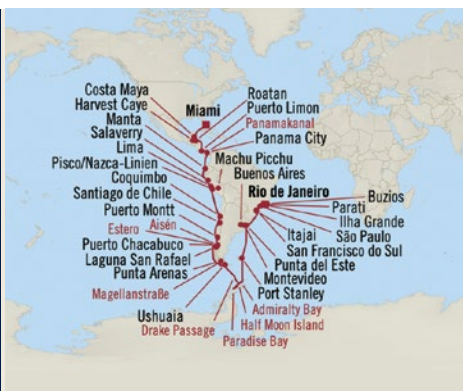 Costa Maya
Harvest Caye
Manta
Salaverry
Lima
Pisco/Nazca-Linien
Coquimbo
Santiago de Chile
Puerto Montt
Estero Aisén
Puerto Chacabuco
Laguna San Rafael
Punta Arenas
Magellanstraße
Ushuaia
Drake Passage
Miami
Roatan
Puerto Limon
Panamakanal
Panama City
Machu Picchu
Buenos Aires
Rio de Janeiro
Buzios
Parati
Ilha Grande
São Paulo
Itajai
San Francisco do Sul
Punta del Este
Montevideo
Port Stanley
Admiralty Bay
Half Moon Island
Paradise Bay